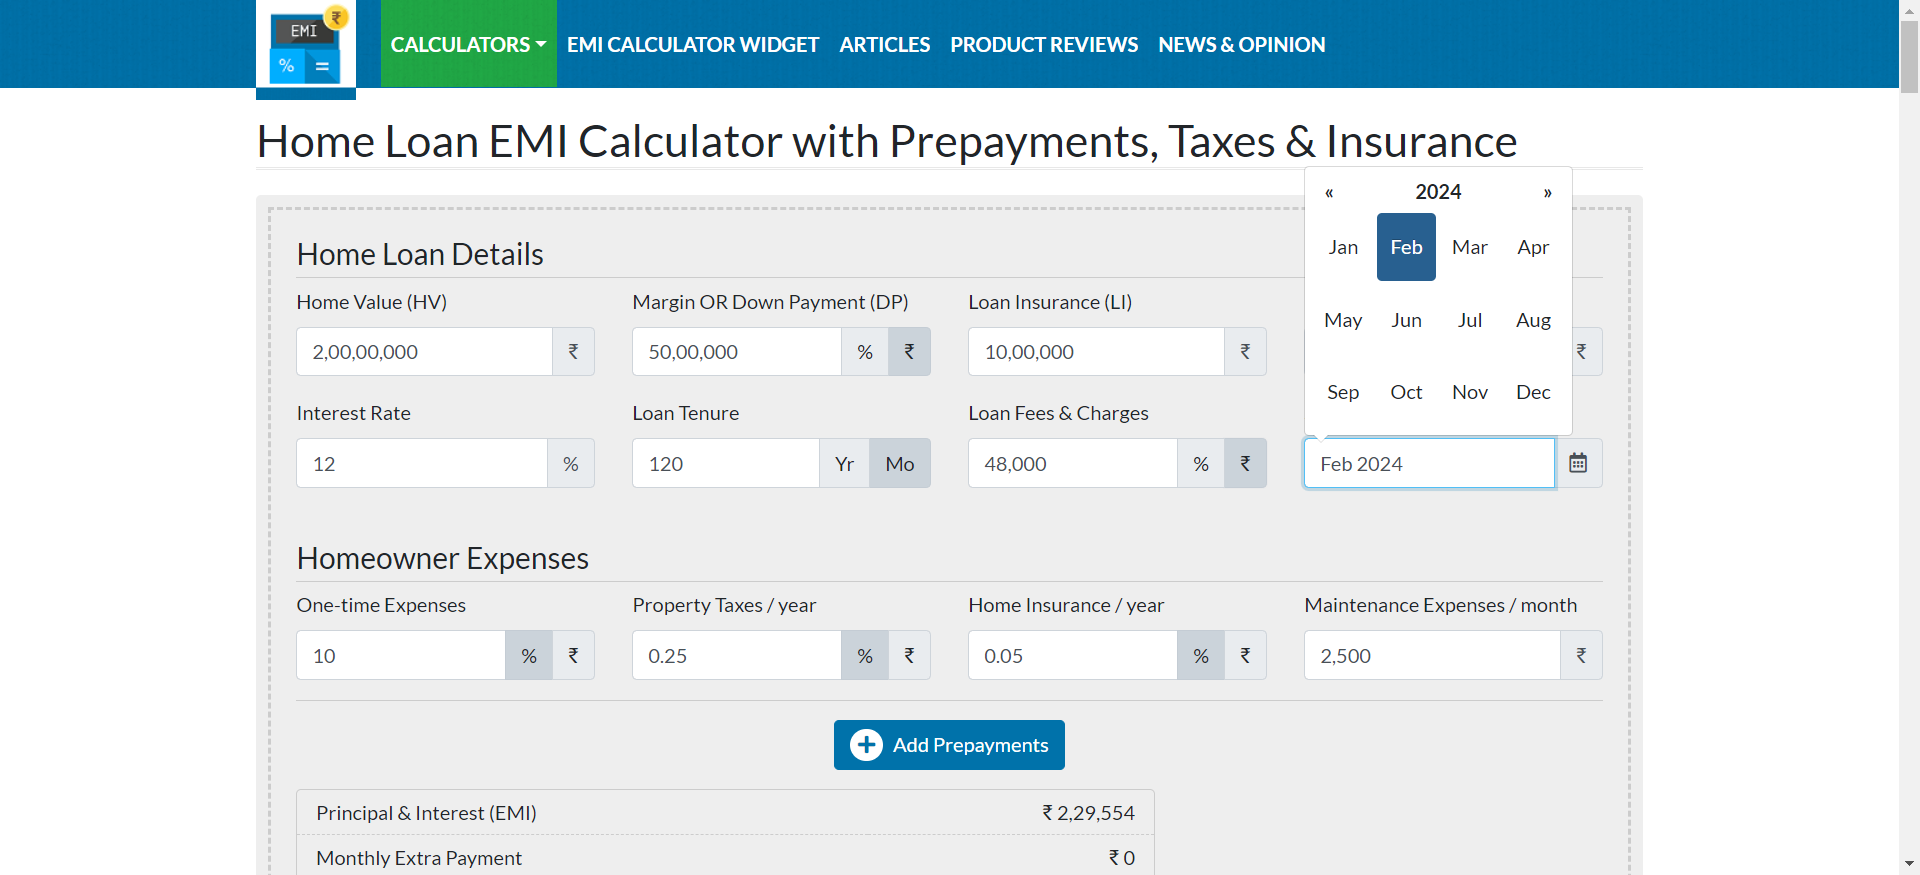 EMI
₹
% =
CALCULATORS EMI CALCULATOR WIDGET ARTICLES PRODUCT REVIEWS NEWS & OPINION
Home Loan EMI Calculator with Prepayments, Taxes & Insurance
« 2024 »
Jan Feb Mar Apr
May Jun Jul Aug
Sep Oct Nov Dec
Home Loan Details
Home Value (HV) Margin OR Down Payment (DP) Loan Insurance (LI)
2,00,00,000 ₹ 50,00,000 % ₹ 10,00,000 ₹ ₹
Interest Rate Loan Tenure Loan Fees & Charges
12 % 120 Yr Mo 48,000 % ₹ Feb 2024
Homeowner Expenses
One-time Expenses Property Taxes / year Home Insurance / year Maintenance Expenses / month
10 % ₹ 0.25 % ₹ 0.05 % ₹ 2,500 ₹
Add Prepayments
Principal & Interest (EMI) ₹ 2,29,554
Monthly Extra Payment ₹ 0